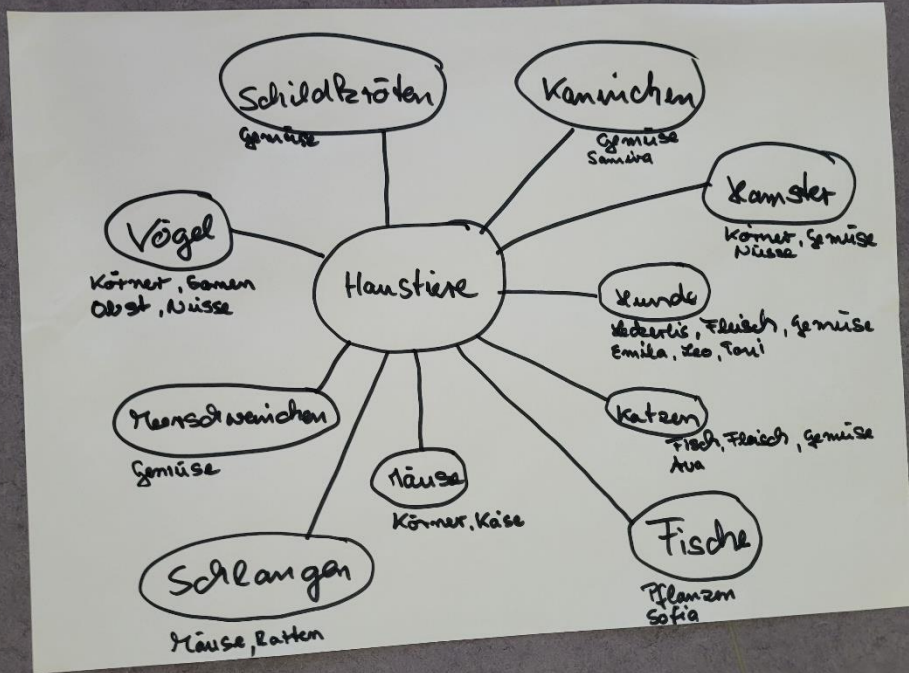 Schildkröten
Gemüse
Kaninchen
Gemüse
Samira
Hamster
Körner, Gemüse
Nüsse
Vögel
Körner, Samen
Obst, Nüsse
Haustiere
Hunde
Leckerlis, Fleisch, Gemüse
Emilia, Leo, Toni
Meerschweinchen
Gemüse
Mäuse
Körner, Käse
Katzen
Fisch, Fleisch, Gemüse
Ava
Schlangen
Mäuse, Ratten
Fische
Pflanzen
Sofia